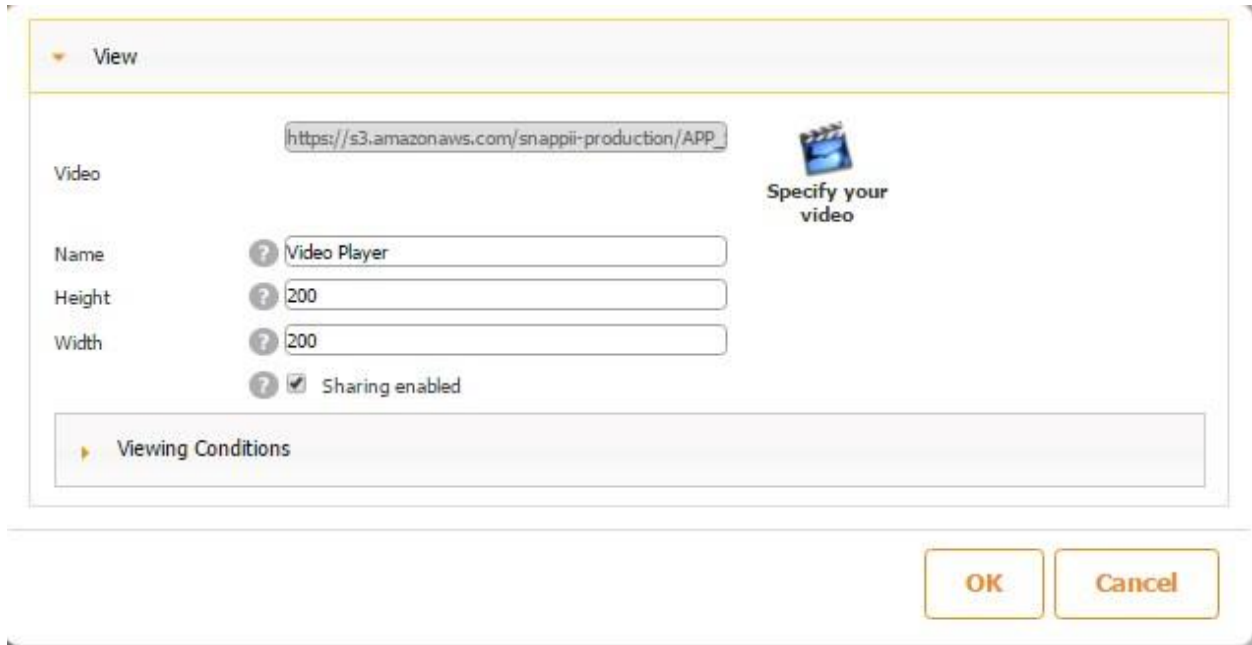 View
https://s3.amazonaws.com/snappii-production/APP_
Video
Specify your
video
Name
? Video Player
Height
? 200
Width
? 200
? Sharing enabled
Viewing Conditions
OK
Cancel